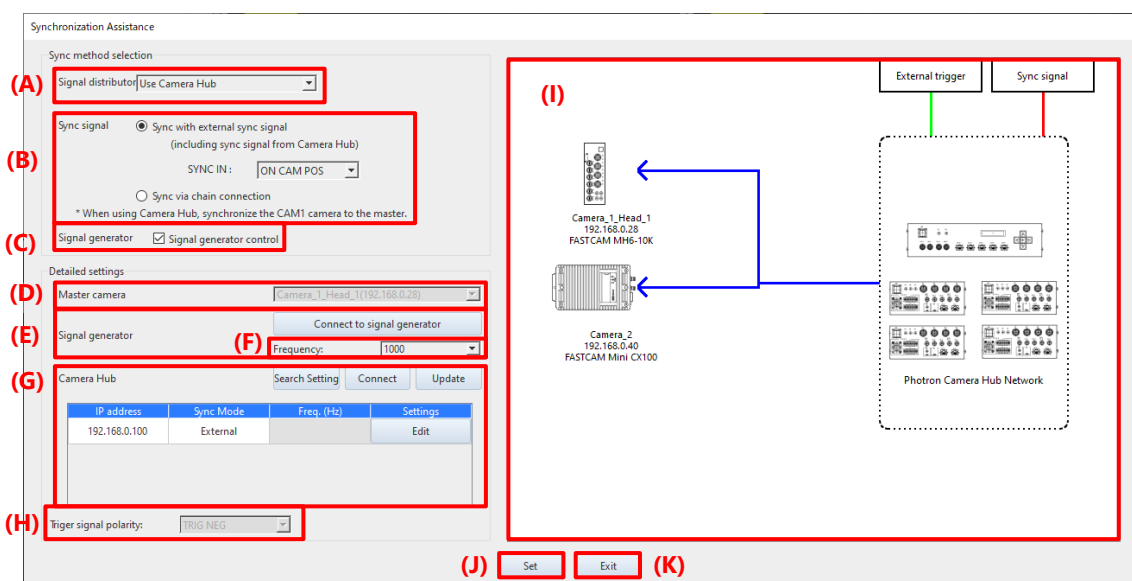 Synchronization Assistance
Sync method selection
(A)
Signal distributor
Use Camera Hub
(B)
Sync signal
Sync with external sync signal
(including sync signal from Camera Hub)
SYNC IN :
ON CAM POS
Sync via chain connection
* When using Camera Hub, synchronize the CAM1 camera to the master.
(C)
Signal generator
Signal generator control
Detailed settings
(D)
Master camera
Camera_1_Head_1(192.168.0.28)
(E)
Signal generator
Connect to signal generator
(F)
Frequency:
1000
(G)
Camera Hub
Search Setting
Connect
Update
IP address
Sync Mode
Freq. (Hz)
Settings
192.168.0.100
External
Edit
(H)
Triger signal polarity:
TRIG NEG
(I)
External trigger
Sync signal
Camera_1_Head_1
192.168.0.28
FASTCAM MH6-10K
Camera_2
192.168.0.40
FASTCAM Mini CX100
Photron Camera Hub Network
(J)
Set
Exit
(K)